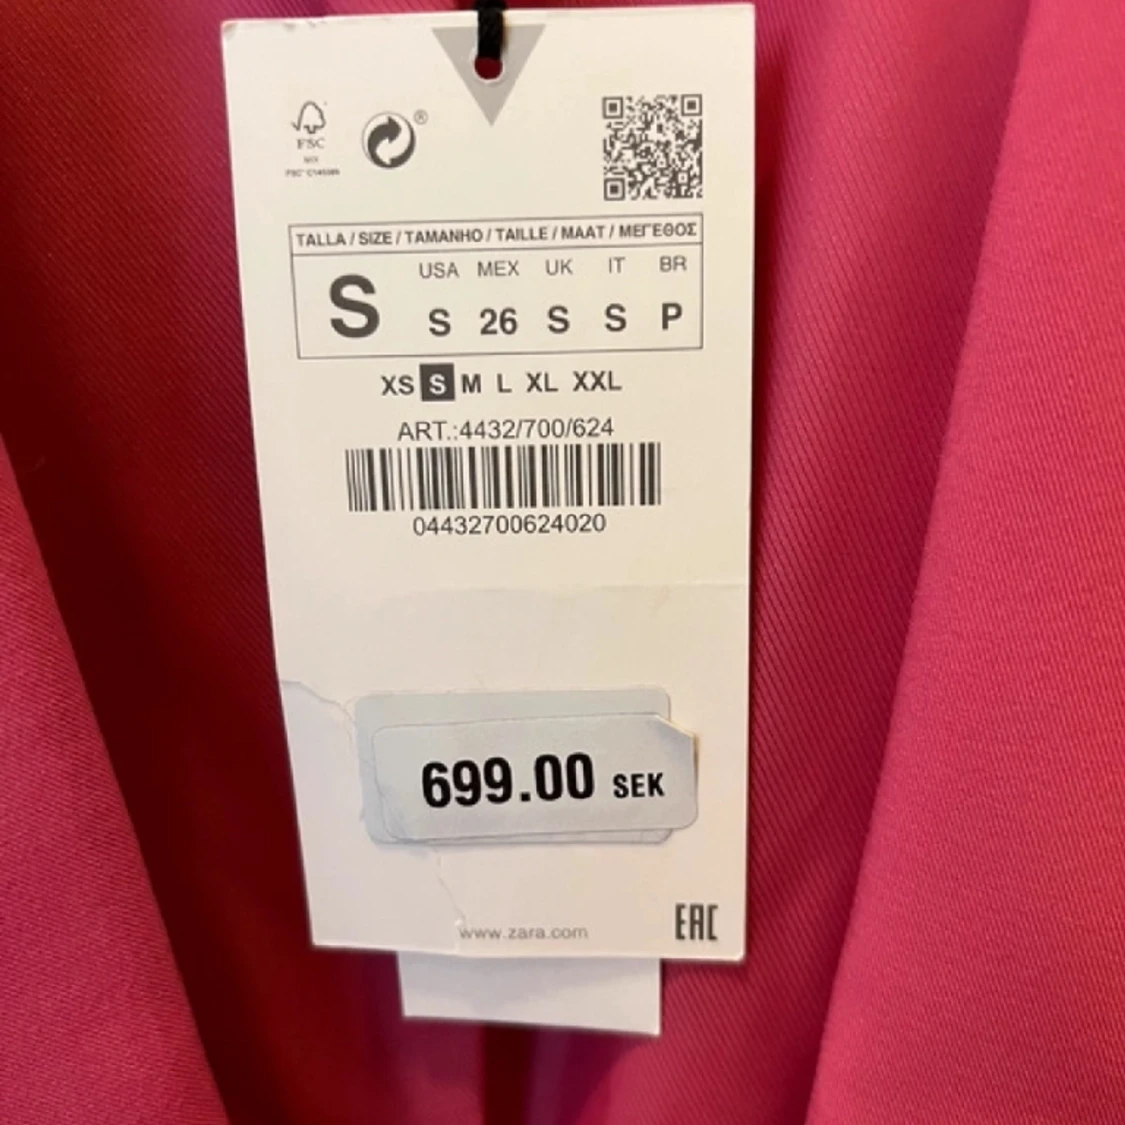 FSC
MIX
®
TALLA / SIZE / TAMANHO / TAILLE / MAAT / ΜΕΓΕΘΟΣ
USA MEX UK IT BR
S S 26 S S P
XS S M L XL XXL
ART.:4432/700/624
04432700624020
699.00 SEK
www.zara.com
EAC